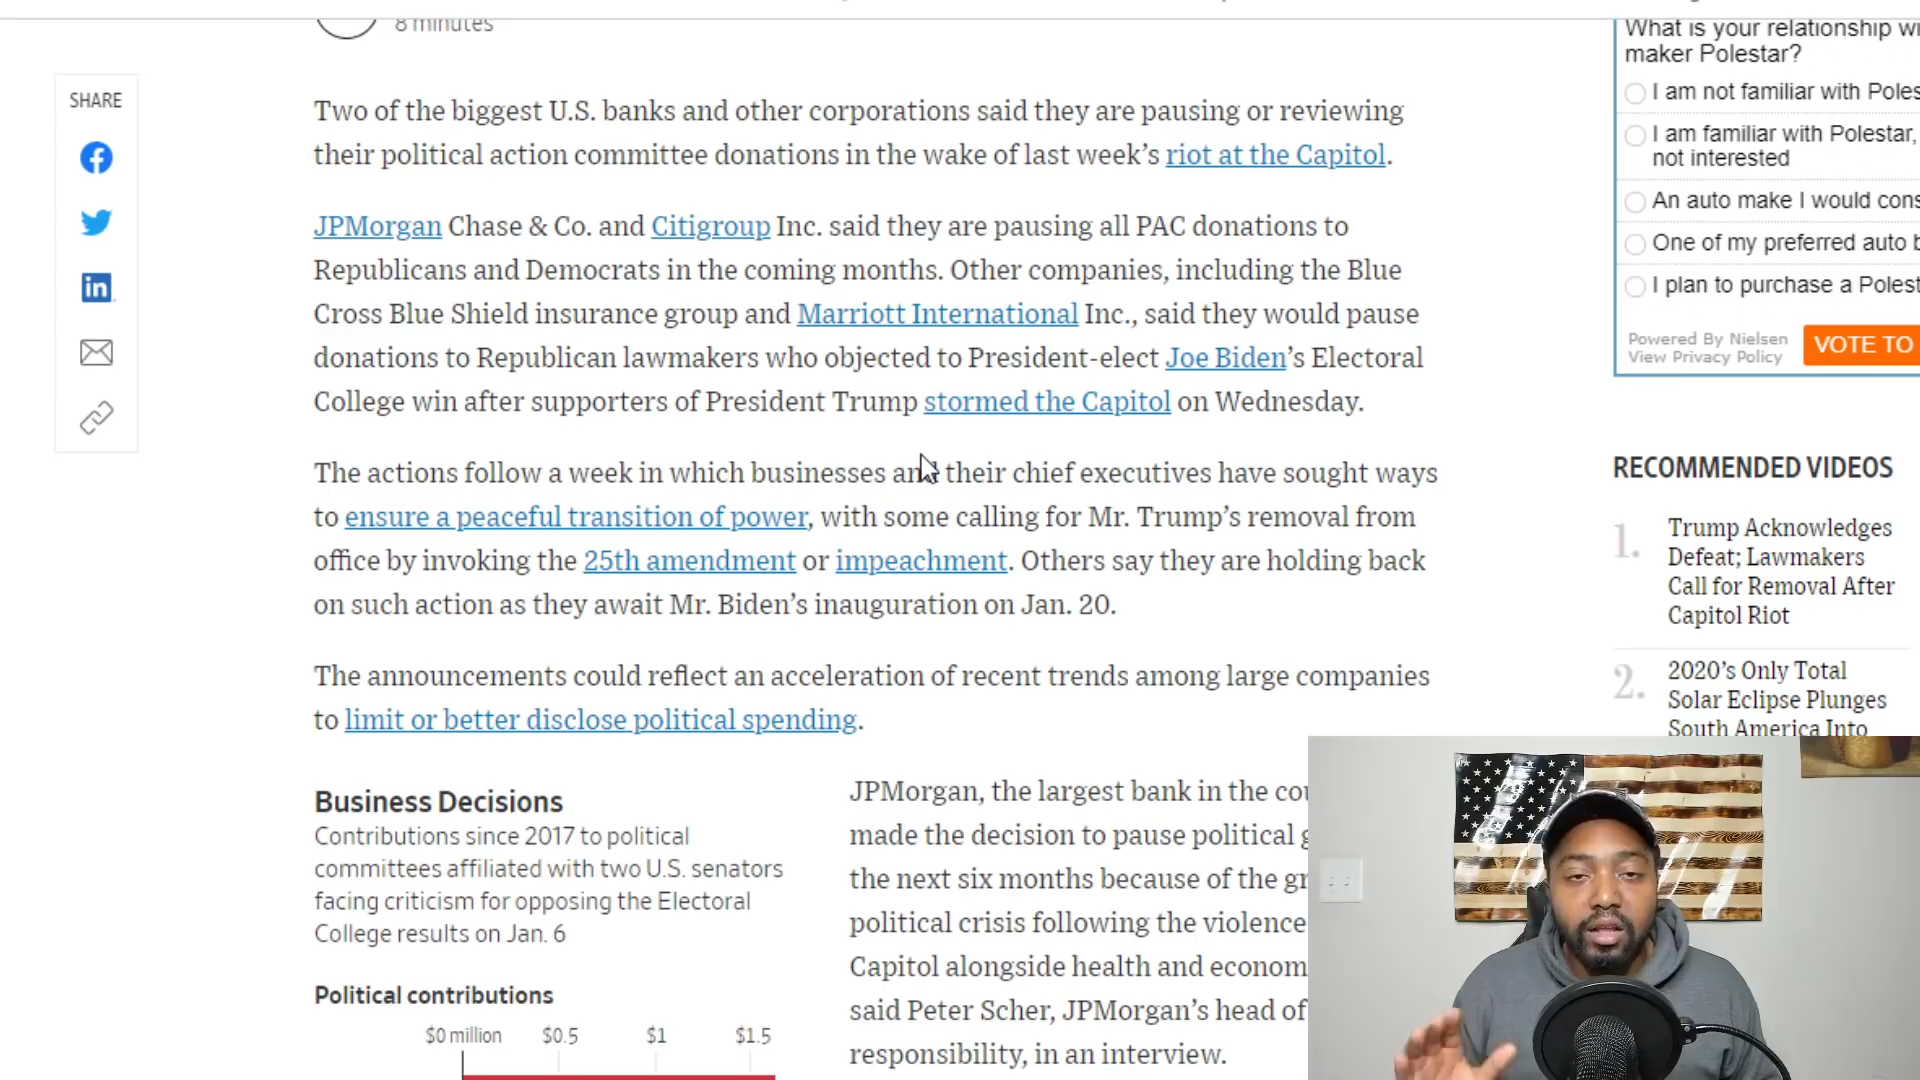 8 minutes
SHARE
Two of the biggest U.S. banks and other corporations said they are pausing or reviewing
their political action committee donations in the wake of last week’s riot at the Capitol.
JPMorgan Chase & Co. and Citigroup Inc. said they are pausing all PAC donations to
Republicans and Democrats in the coming months. Other companies, including the Blue
Cross Blue Shield insurance group and Marriott International Inc., said they would pause
donations to Republican lawmakers who objected to President-elect Joe Biden’s Electoral
College win after supporters of President Trump stormed the Capitol on Wednesday.
The actions follow a week in which businesses and their chief executives have sought ways
to ensure a peaceful transition of power, with some calling for Mr. Trump’s removal from
office by invoking the 25th amendment or impeachment. Others say they are holding back
on such action as they await Mr. Biden’s inauguration on Jan. 20.
The announcements could reflect an acceleration of recent trends among large companies
to limit or better disclose political spending.
Business Decisions
Contributions since 2017 to political
committees affiliated with two U.S. senators
facing criticism for opposing the Electoral
College results on Jan. 6
Political contributions
$0 million $0.5 $1 $1.5
JPMorgan, the largest bank in the
made the decision to pause political
the next six months because of the
political crisis following the violence
Capitol alongside health and
said Peter Scher, JPMorgan’s head of
responsibility, in an interview.
What is your relationship
maker Polestar?
I am not familiar with
I am familiar with Polestar,
not interested
An auto make I would
One of my preferred auto
I plan to purchase a
Powered By Nielsen
View Privacy Policy
VOTE TO
RECOMMENDED VIDEOS
1. Trump Acknowledges
Defeat; Lawmakers
Call for Removal After
Capitol Riot
2. 2020’s Only Total
Solar Eclipse Plunges
South America Into